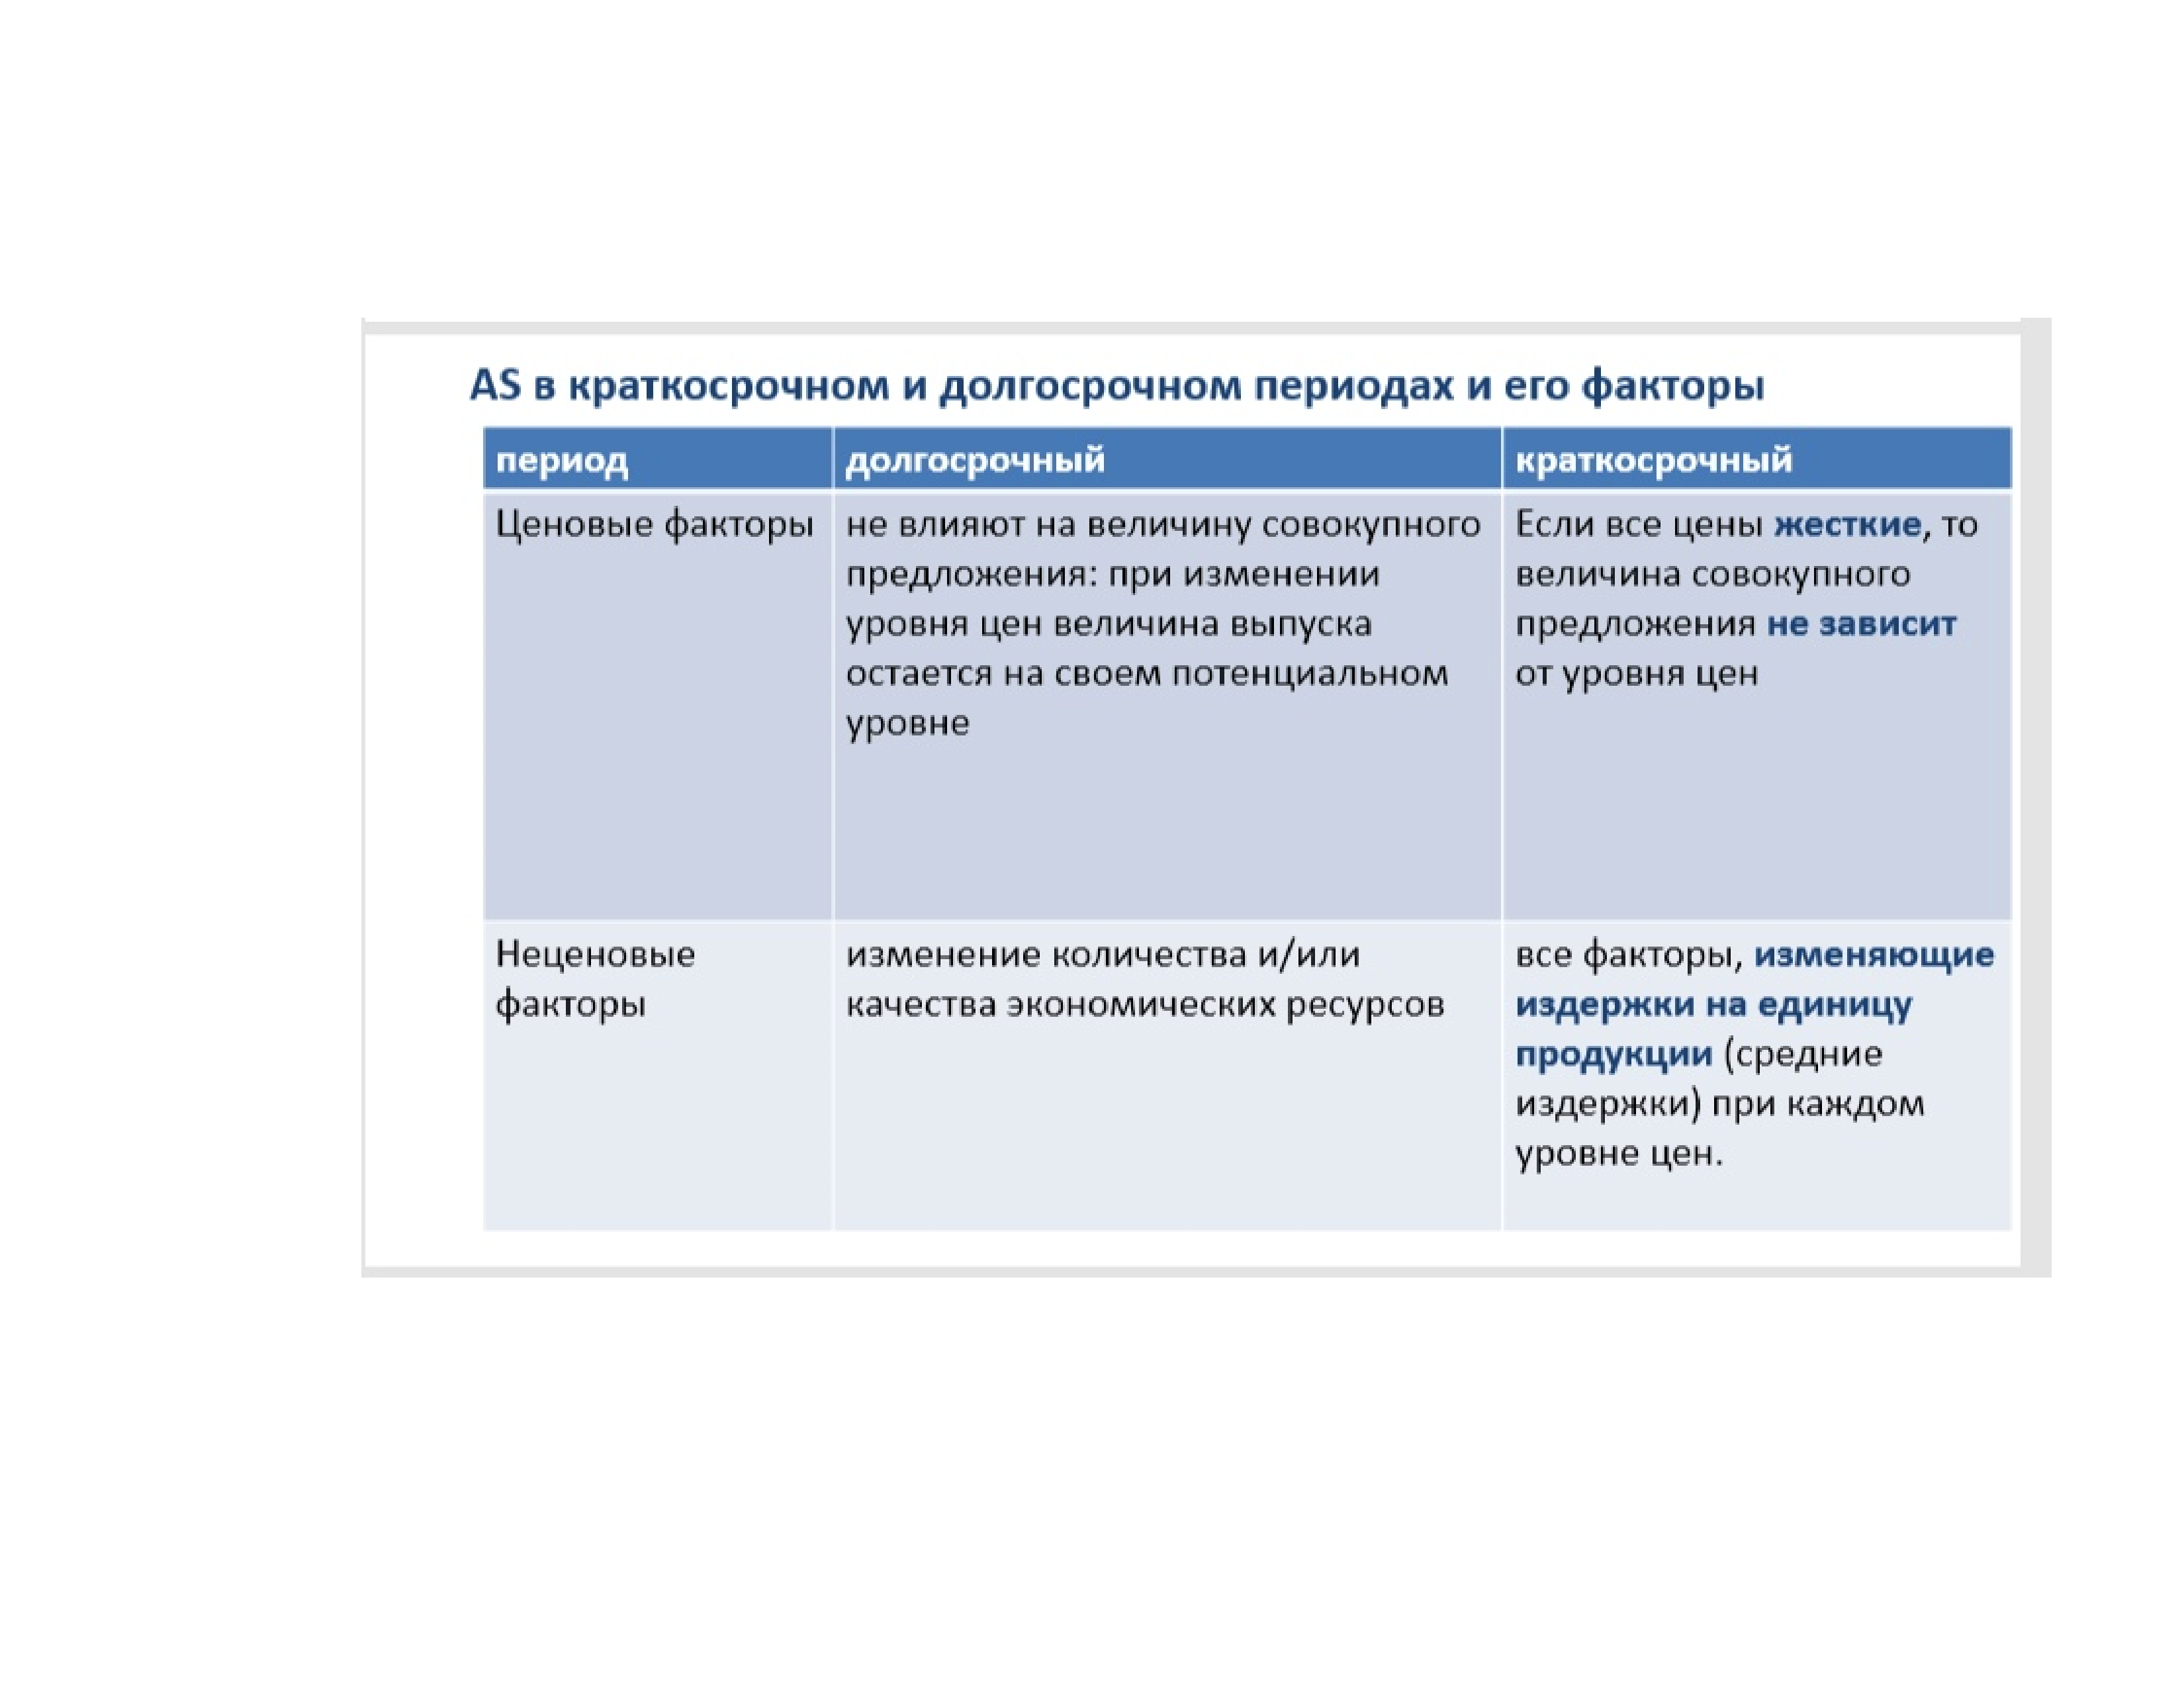 AS в краткосрочном и долгосрочном периодах и его факторы
период
долгосрочный
краткосрочный
Ценовые факторы
не влияют на величину совокупного
предложения: при изменении
уровня цен величина выпуска
остается на своем потенциальном
уровне
Если все цены жесткие, то
величина совокупного
предложения не зависит
от уровня цен
Неценовые
факторы
изменение количества и/или
качества экономических ресурсов
все факторы, изменяющие
издержки на единицу
продукции (средние
издержки) при каждом
уровне цен.